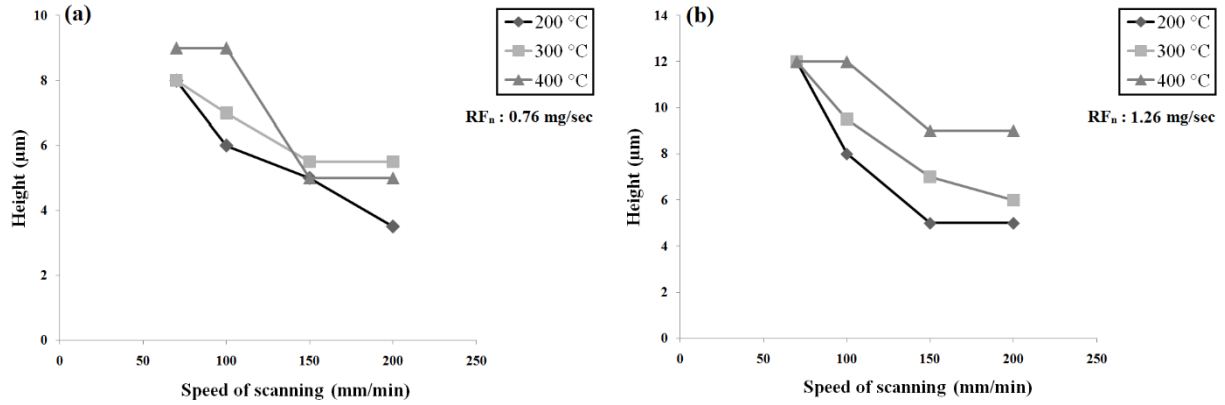 (a)
10
8
6
4
2
0
0 50 100 150 200 250
Height (µm)
Speed of scanning (mm/min)
200 °C
300 °C
400 °C
RFₙ : 0.76 mg/sec
(b)
14
12
10
8
6
4
2
0
0 50 100 150 200 250
Height (µm)
Speed of scanning (mm/min)
200 °C
300 °C
400 °C
RFₙ : 1.26 mg/sec